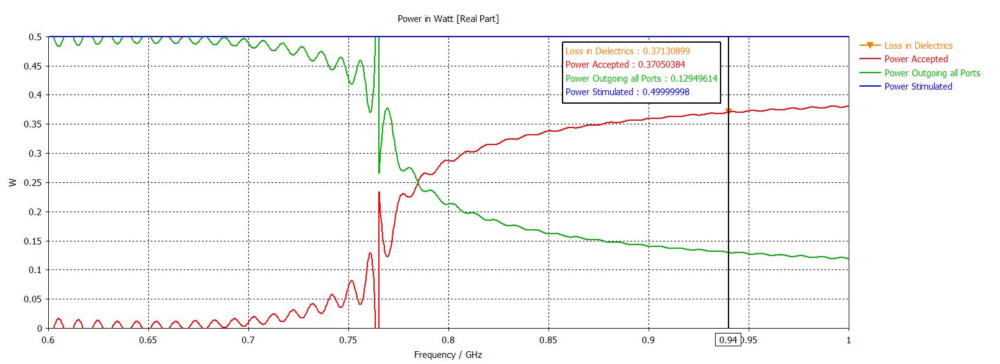 Power in Watt [Real Part]
0.5
0.45
0.4
0.35
0.3
0.25
0.2
0.15
0.1
0.05
0
W
Loss in Dielectrics : 0.37130899
Power Accepted : 0.37050384
Power Outgoing all Ports : 0.12949614
Power Stimulated : 0.49999998
Loss in Dielectrics
Power Accepted
Power Outgoing all Ports
Power Stimulated
0.6
0.65
0.7
0.75
0.8
0.85
0.9
0.94
0.95
1
Frequency / GHz